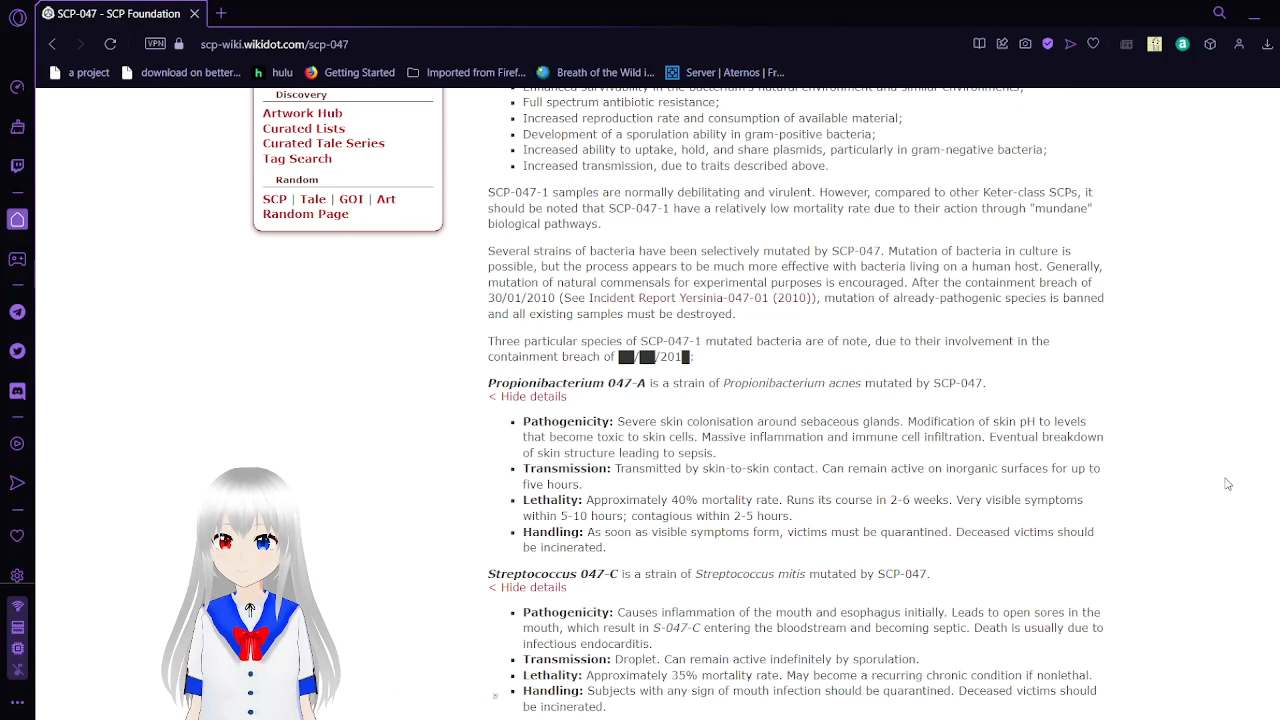 SCP-047 - SCP Foundation
VPN
scp-wiki.wikidot.com/scp-047
a project
download on better...
hulu
Getting Started
Imported from Firef...
Breath of the Wild i...
Server | Aternos | Fr...
Discovery
Artwork Hub
Curated Lists
Curated Tale Series
Tag Search
Random
SCP | Tale | GOI | Art
Random Page
Enhanced survivability in the bacterium's natural environment and similar environments;
Full spectrum antibiotic resistance;
Increased reproduction rate and consumption of available material;
Development of a sporulation ability in gram-positive bacteria;
Increased ability to uptake, hold, and share plasmids, particularly in gram-negative bacteria;
Increased transmission, due to traits described above.
SCP-047-1 samples are normally debilitating and virulent. However, compared to other Keter-class SCPs, it
should be noted that SCP-047-1 have a relatively low mortality rate due to their action through "mundane"
biological pathways.
Several strains of bacteria have been selectively mutated by SCP-047. Mutation of bacteria in culture is
possible, but the process appears to be much more effective with bacteria living on a human host. Generally,
mutation of natural commensals for experimental purposes is encouraged. After the containment breach of
30/01/2010 (See Incident Report Yersinia-047-01 (2010)), mutation of already-pathogenic species is banned
and all existing samples must be destroyed.
Three particular species of SCP-047-1 mutated bacteria are of note, due to their involvement in the
containment breach of ██/██/201█:
Propionibacterium 047-A is a strain of Propionibacterium acnes mutated by SCP-047.
< Hide details
Pathogenicity: Severe skin colonisation around sebaceous glands. Modification of skin pH to levels
that become toxic to skin cells. Massive inflammation and immune cell infiltration. Eventual breakdown
of skin structure leading to sepsis.
Transmission: Transmitted by skin-to-skin contact. Can remain active on inorganic surfaces for up to
five hours.
Lethality: Approximately 40% mortality rate. Runs its course in 2-6 weeks. Very visible symptoms
within 5-10 hours; contagious within 2-5 hours.
Handling: As soon as visible symptoms form, victims must be quarantined. Deceased victims should
be incinerated.
Streptococcus 047-C is a strain of Streptococcus mitis mutated by SCP-047.
< Hide details
Pathogenicity: Causes inflammation of the mouth and esophagus initially. Leads to open sores in the
mouth, which result in S-047-C entering the bloodstream and becoming septic. Death is usually due to
infectious endocarditis.
Transmission: Droplet. Can remain active indefinitely by sporulation.
Lethality: Approximately 35% mortality rate. May become a recurring chronic condition if nonlethal.
Handling: Subjects with any sign of mouth infection should be quarantined. Deceased victims should
be incinerated.